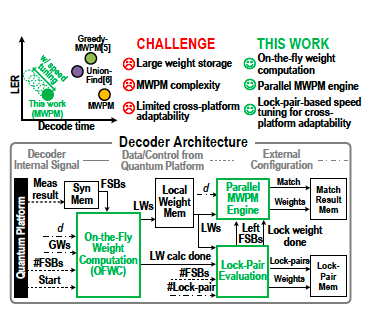 LER
Decode time
w/ speed
tuning
Greedy-
MWPM[5]
Union-
Find[6]
This work
(MWPM)
MWPM
CHALLENGE
Large weight storage
MWPM complexity
Limited cross-platform
adaptability
THIS WORK
On-the-fly weight
computation
Parallel MWPM engine
Lock-pair-based speed
tuning for cross-
platform adaptability
Decoder Architecture
Decoder
Internal Signal
Data/Control from
Quantum Platform
External
Configuration
Quantum Platform
Meas
result
Syn
Mem
FSBs
d
GWs
#FSBs
Start
On-the-Fly
Weight
Computation
(OFWC)
LWs
Local
Weight
Mem
d
Parallel
MWPM
Engine
Match
Weights
Match
Result
Mem
LWs
Left
FSBs
Lock weight
done
LW calc done
#FSBs
#Lock-pair
Lock-Pair
Evaluation
Lock-pairs
Weights
Lock-
Pair
Mem